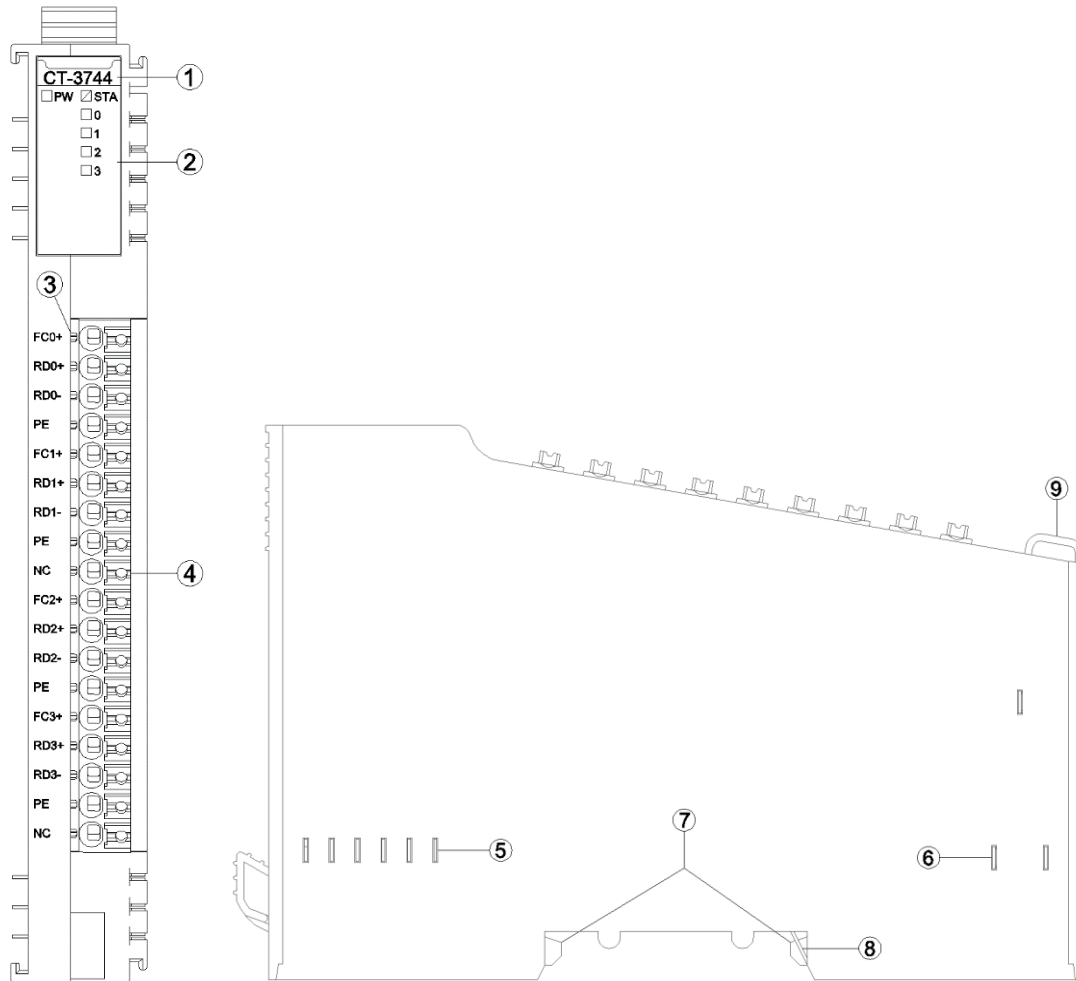 CT-3744
①
PW STA
0
1
2
②
3
③
FC0+
RD0+
RD0-
PE
FC1+
RD1+
RD1-
PE
NC
④
FC2+
RD2+
RD2-
PE
FC3+
RD3+
RD3-
PE
NC
⑨
⑦
⑤
⑥
⑧